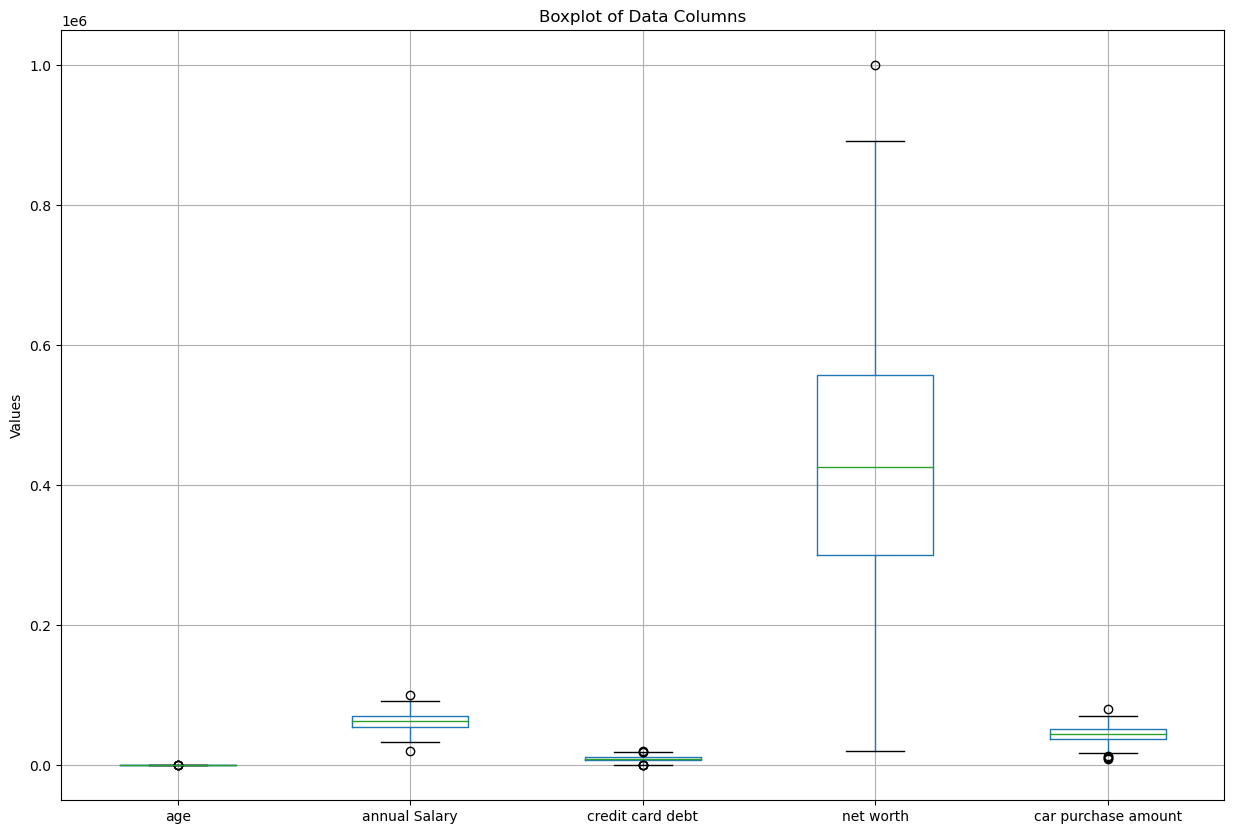 Boxplot of Data Columns
1e6
1.0
0.8
0.6
0.4
0.2
0.0
Values
age annual Salary credit card debt net worth car purchase amount